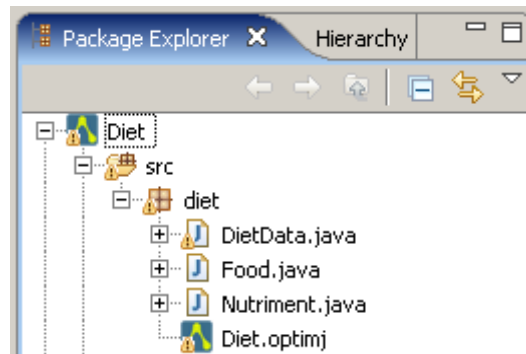 Package Explorer Hierarchy
Diet
src
diet
DietData.java
Food.java
Nutriment.java
Diet.optimj